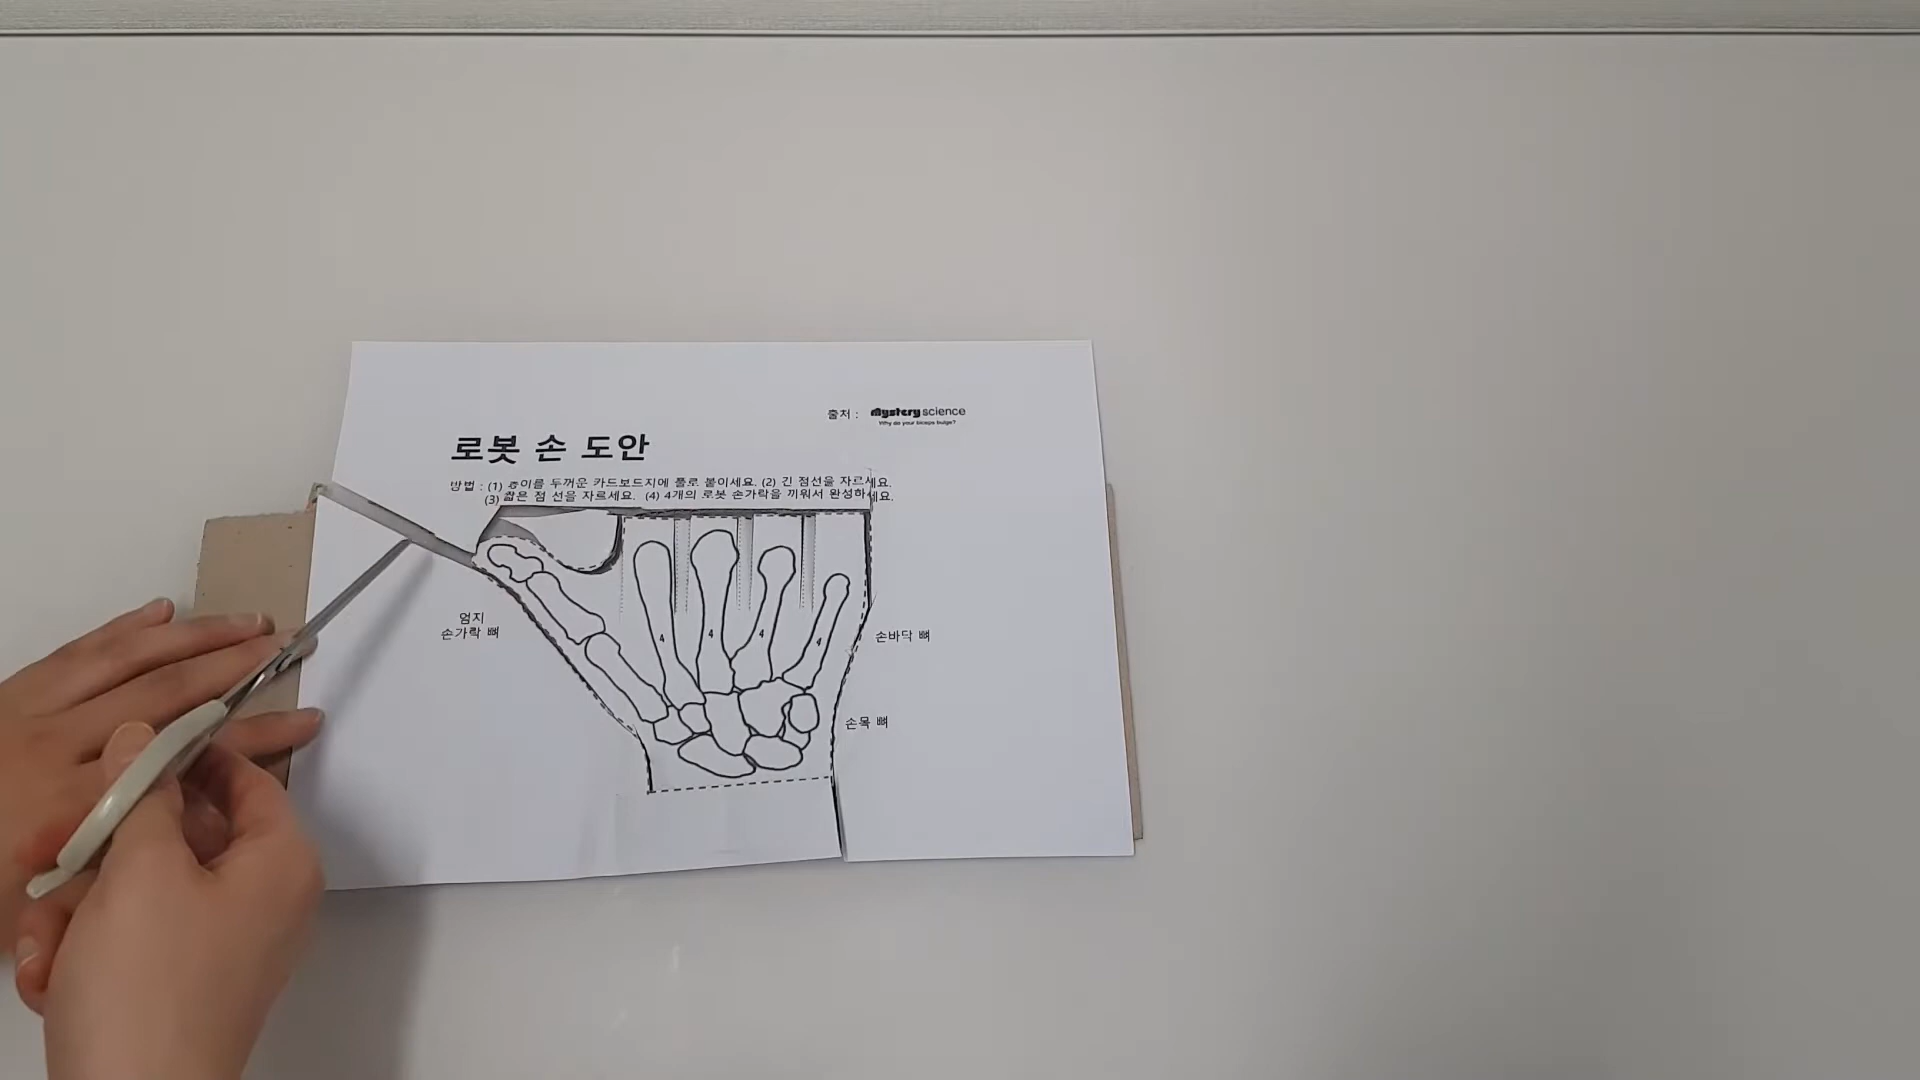 출처 : mystery science
Why do your biceps bulge?
로봇 손 도안
방법 : (1) 종이를 두꺼운 카드보드지에 풀로 붙이세요. (2) 긴 점선을 자르세요.
(3) 짧은 점 선을 자르세요. (4) 4개의 로봇 손가락을 끼워서 완성하세요.
엄지
손가락 뼈
4 4 4 4
손바닥 뼈
손목 뼈